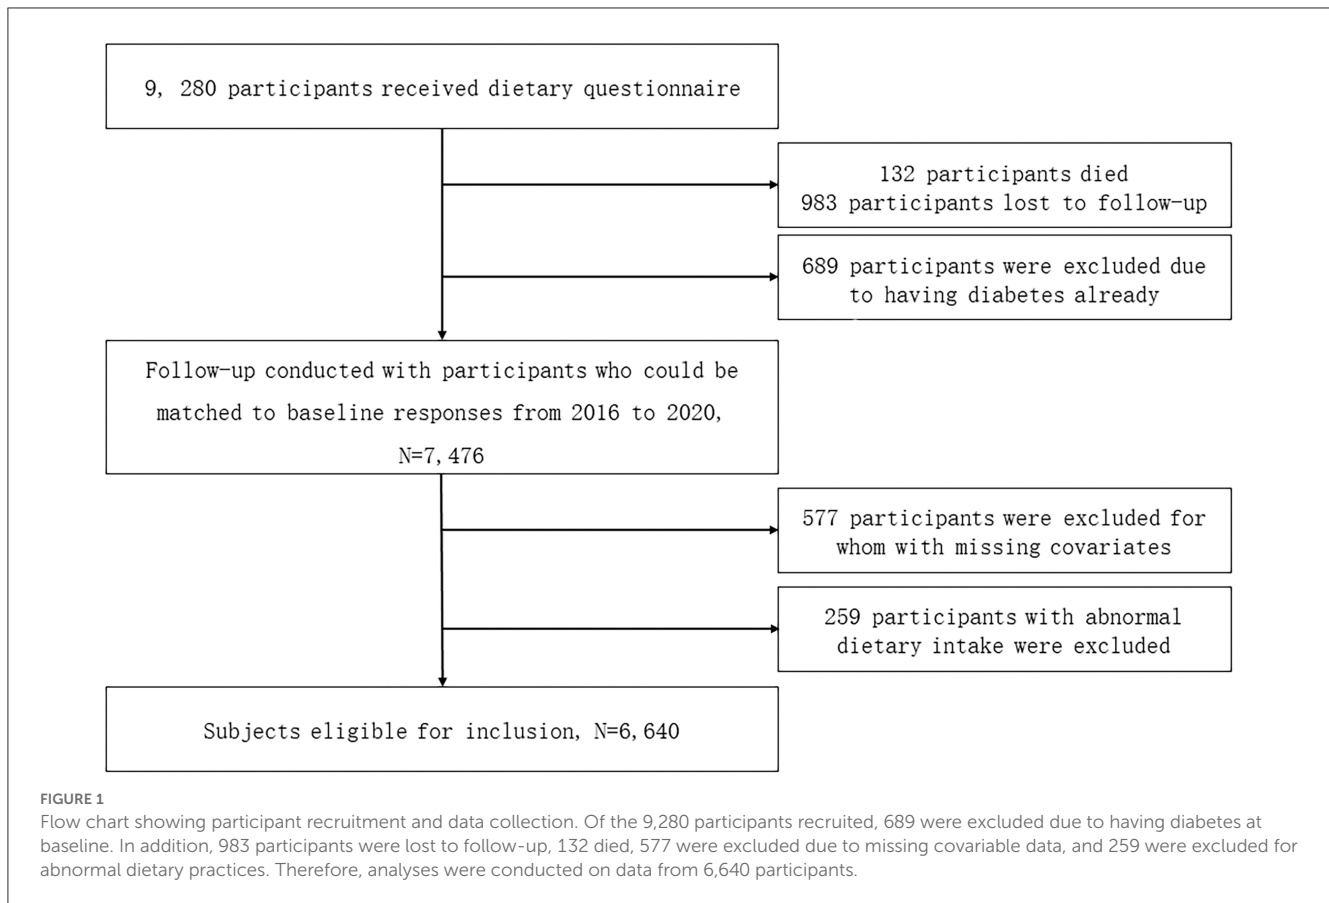 9, 280 participants received dietary questionnaire
132 participants died
983 participants lost to follow-up
689 participants were excluded due
to having diabetes already
Follow-up conducted with participants who could be
matched to baseline responses from 2016 to 2020,
N=7, 476
577 participants were excluded for
whom with missing covariates
259 participants with abnormal
dietary intake were excluded
Subjects eligible for inclusion, N=6, 640
FIGURE 1
Flow chart showing participant recruitment and data collection. Of the 9,280 participants recruited, 689 were excluded due to having diabetes at
baseline. In addition, 983 participants were lost to follow-up, 132 died, 577 were excluded due to missing covariable data, and 259 were excluded for
abnormal dietary practices. Therefore, analyses were conducted on data from 6,640 participants.